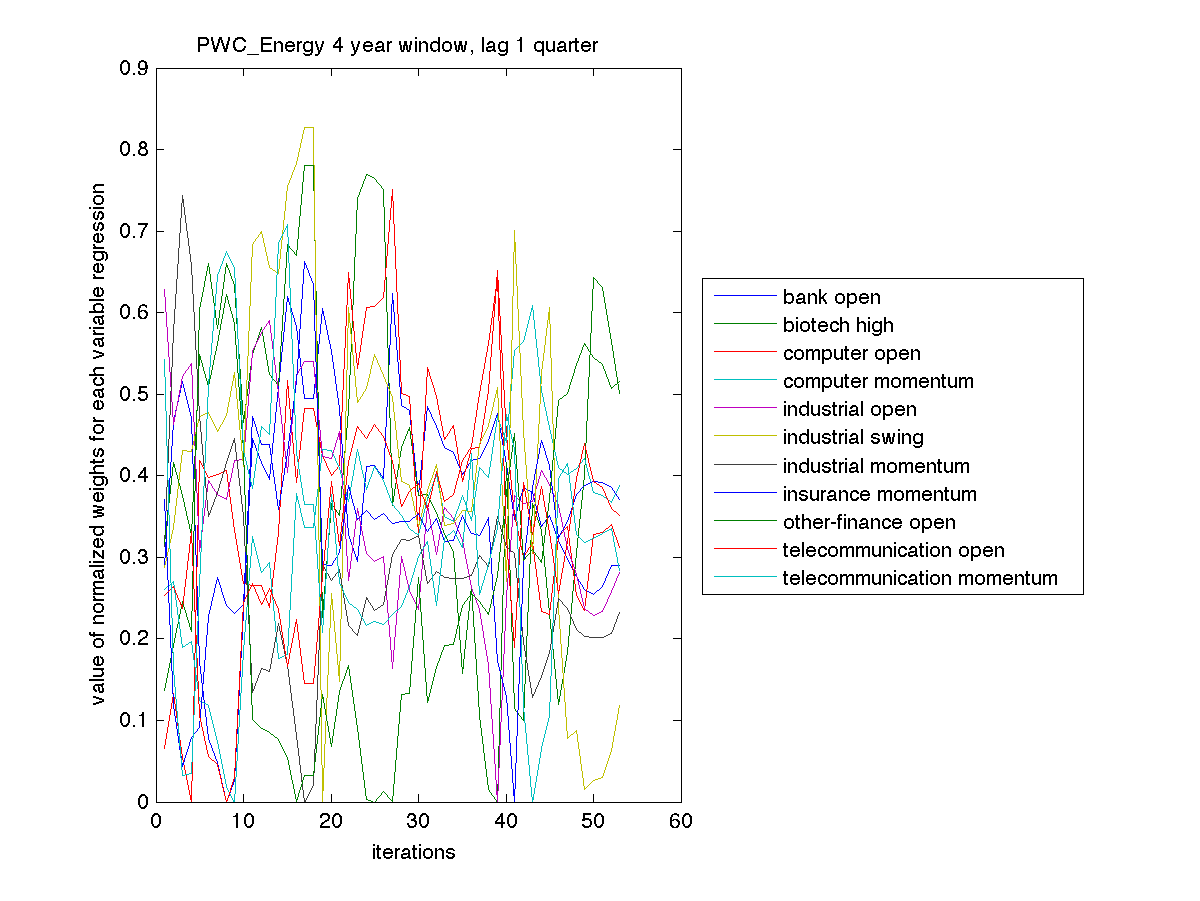 PWC_Energy 4 year window, lag 1 quarter
value of normalized weights for each variable regression
0.9
0.8
0.7
0.6
0.5
0.4
0.3
0.2
0.1
0
0 10 20 30 40 50 60
iterations
bank open
biotech high
computer open
computer momentum
industrial open
industrial swing
industrial momentum
insurance momentum
other-finance open
telecommunication open
telecommunication momentum